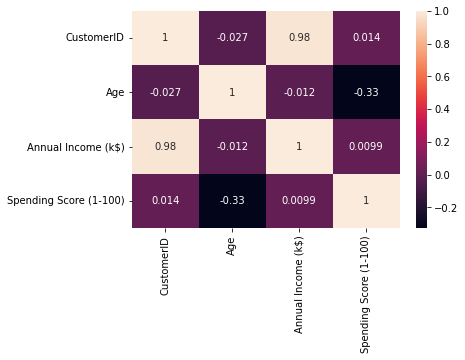 CustomerID 1 -0.027 0.98 0.014
Age -0.027 1 -0.012 -0.33
Annual Income (k$) 0.98 -0.012 1 0.0099
Spending Score (1-100) 0.014 -0.33 0.0099 1
CustomerID
Age
Annual Income (k$)
Spending Score (1-100)
1.0
0.8
0.6
0.4
0.2
0.0
−0.2